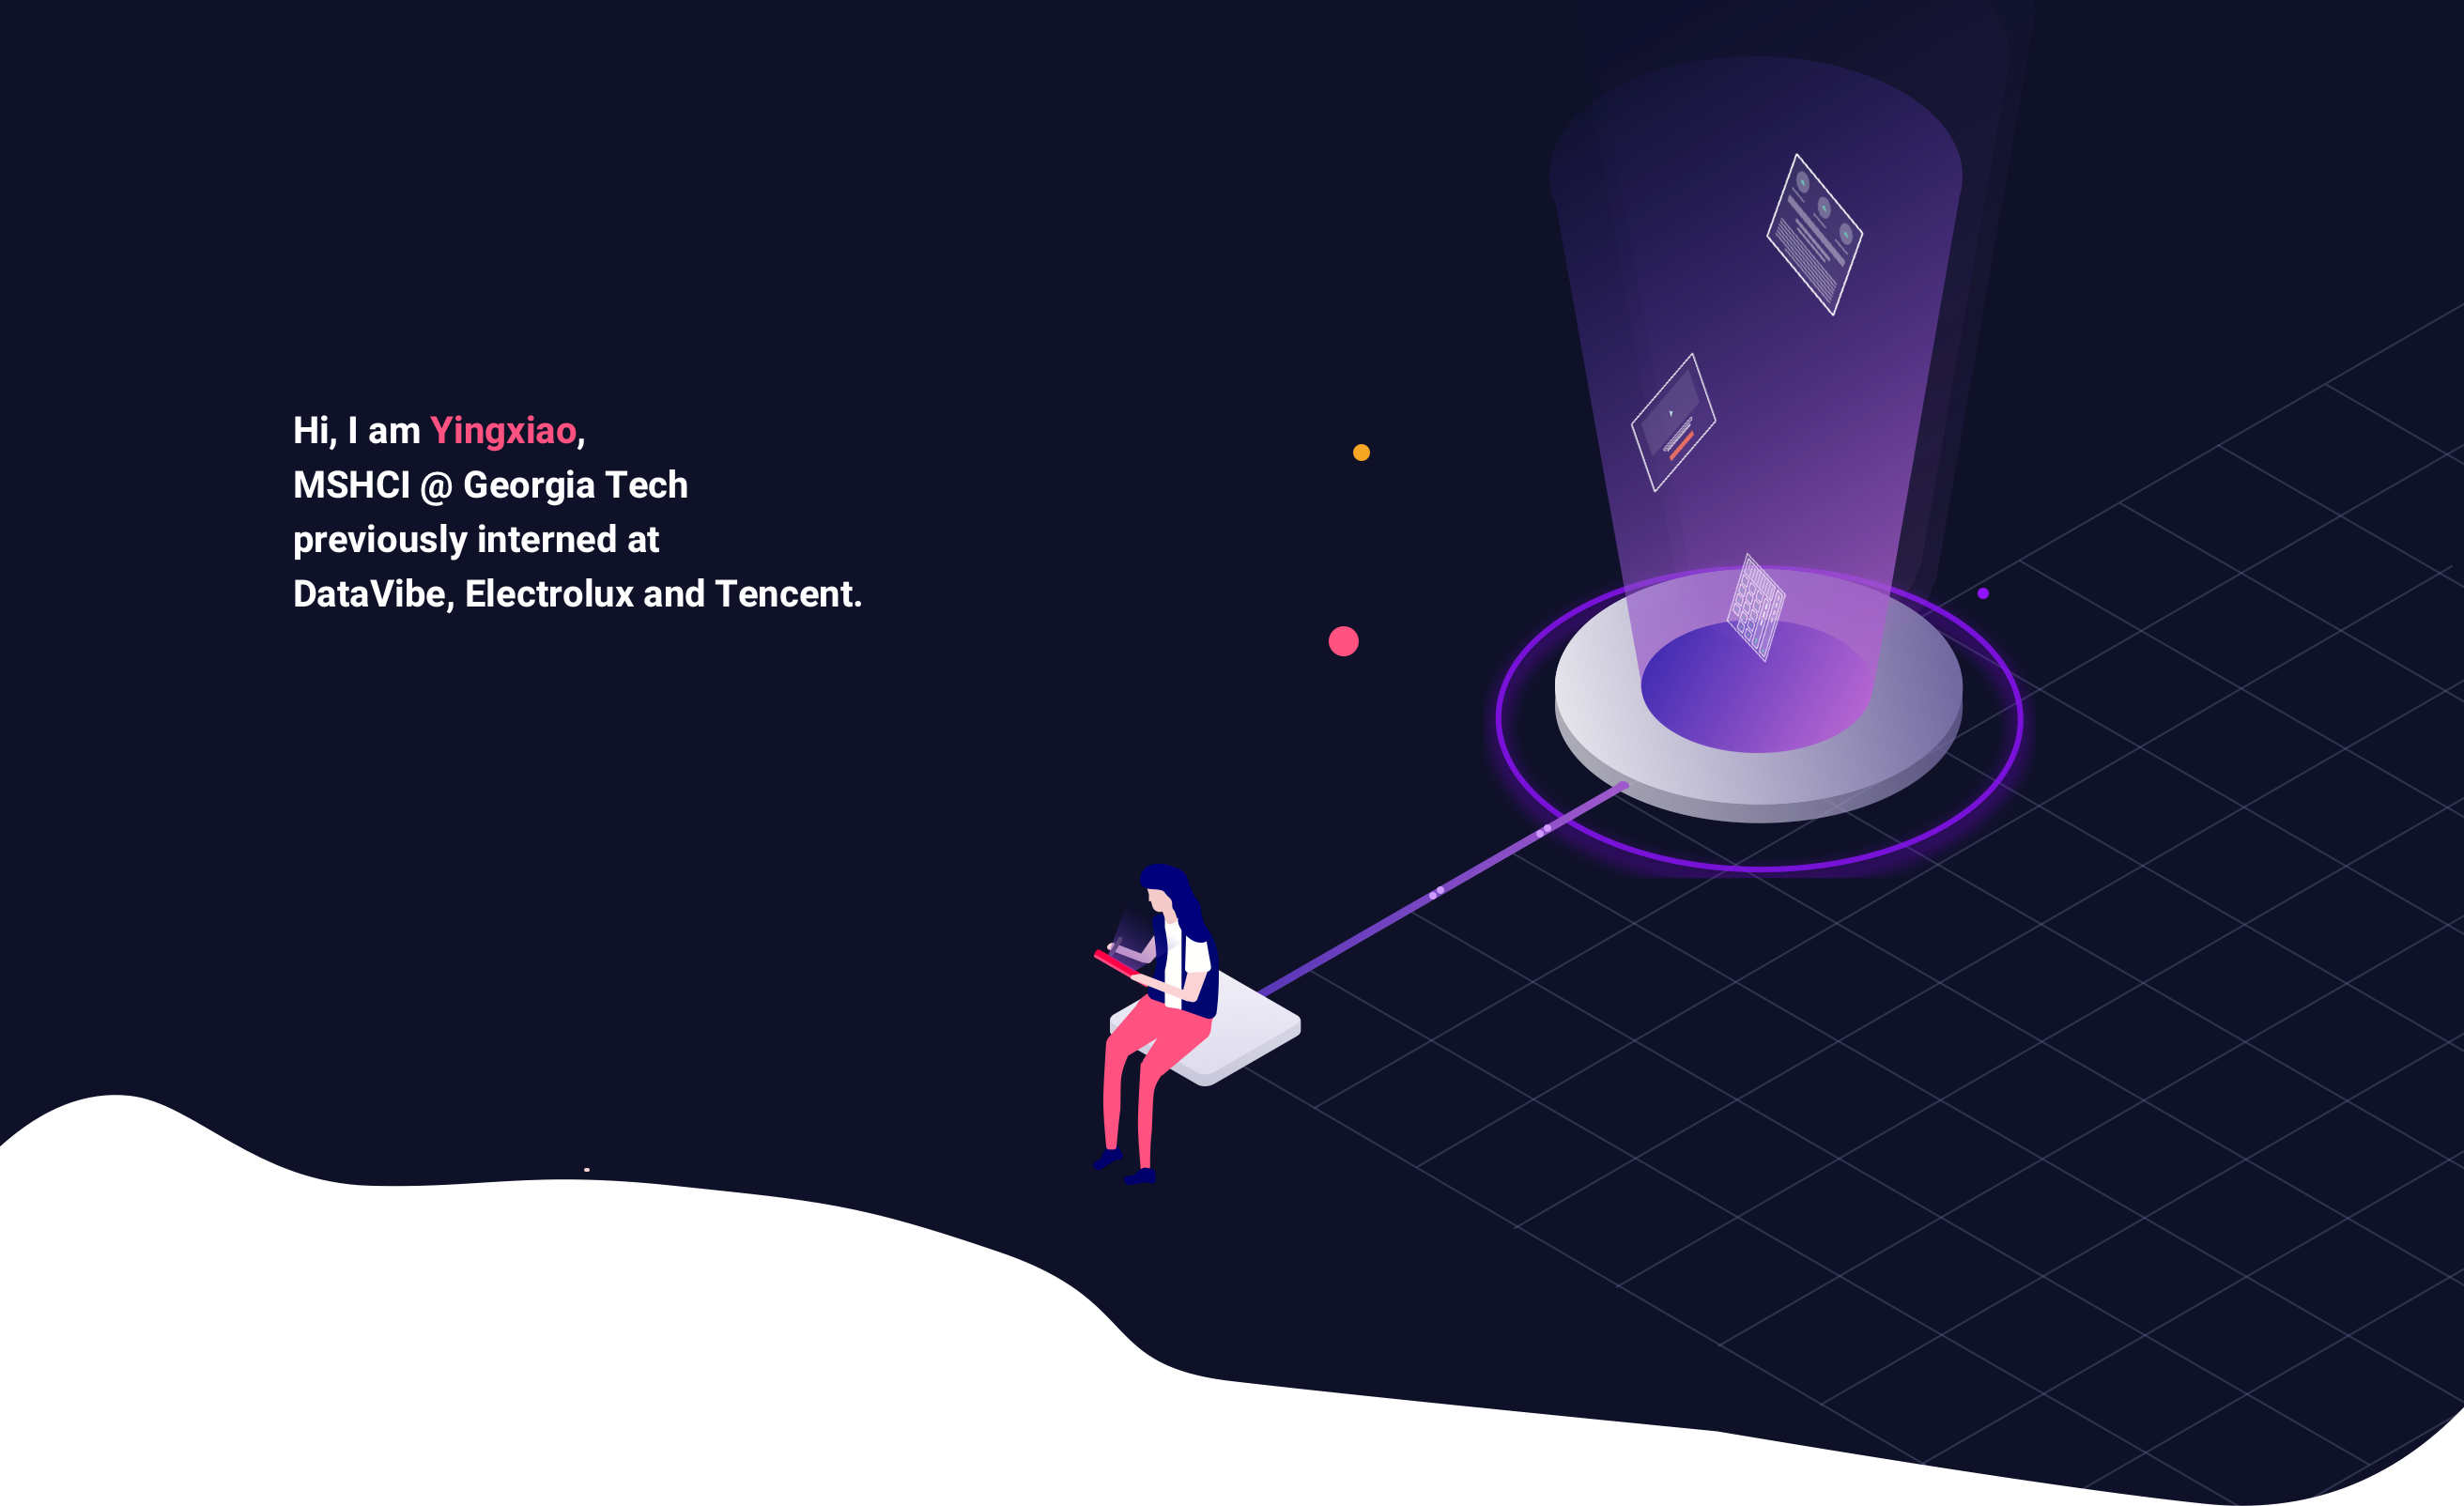 Hi, I am Yingxiao,
MSHCI @ Georgia Tech
previously interned at
DataVibe, Electrolux and Tencent.